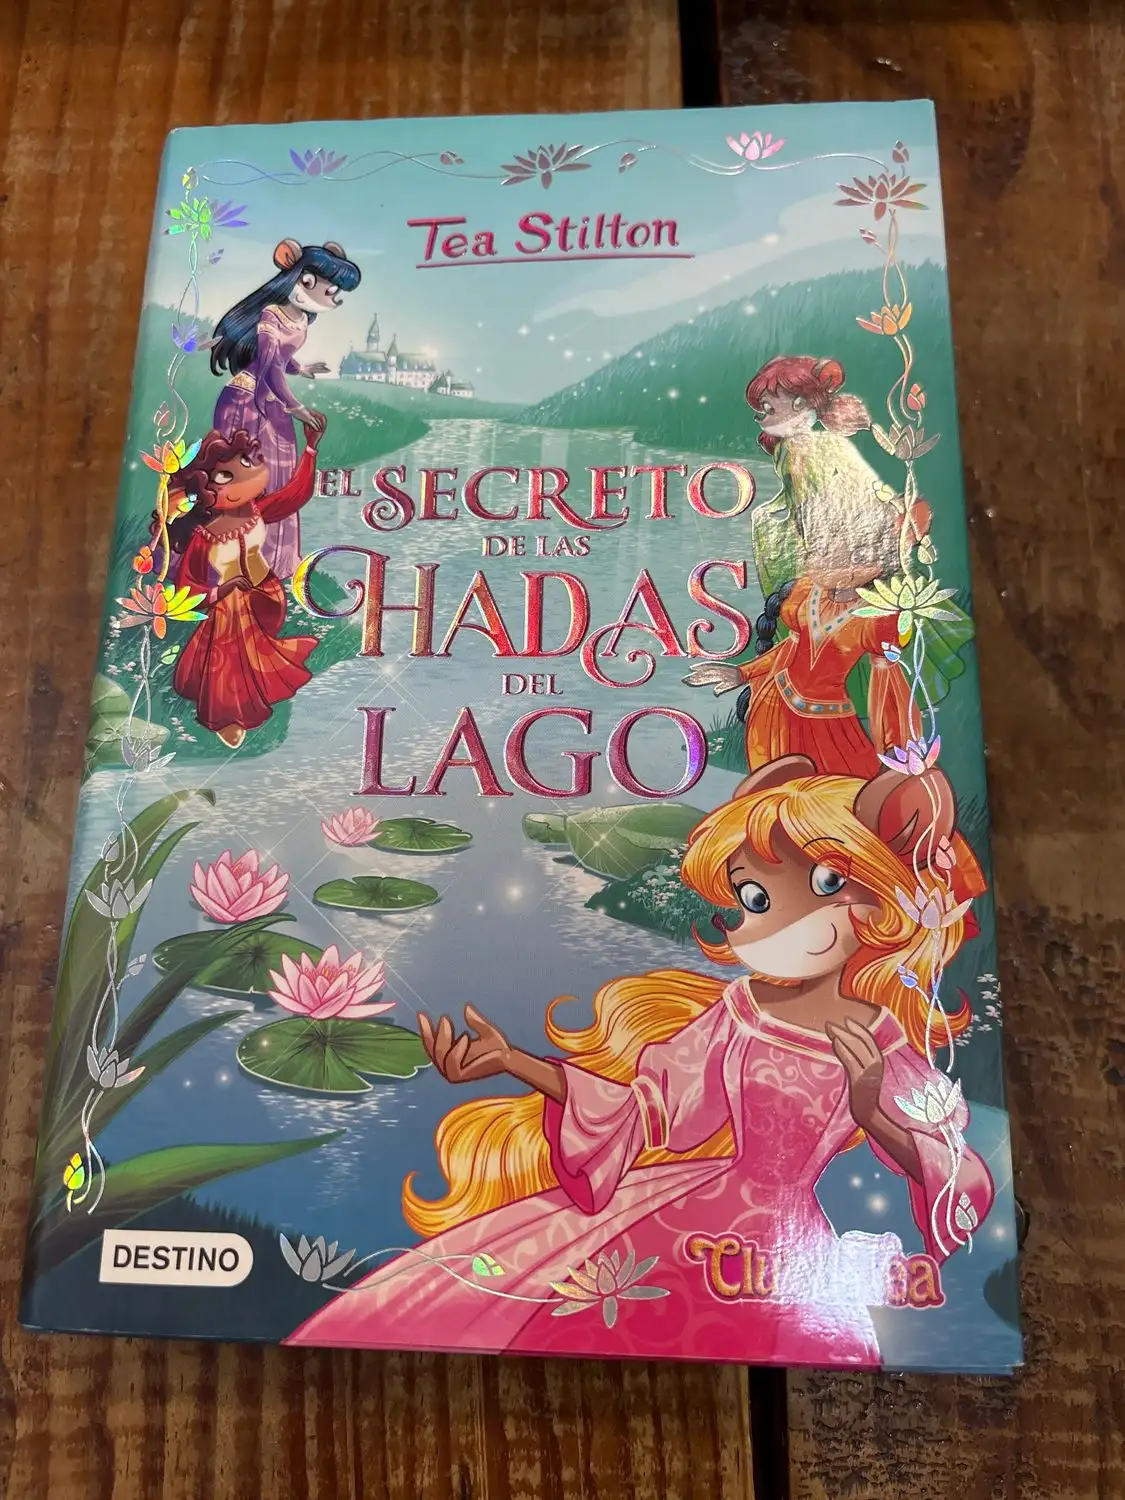 Tea Stilton
EL SECRETO
DE LAS
HADAS
DEL
LAGO
DESTINO